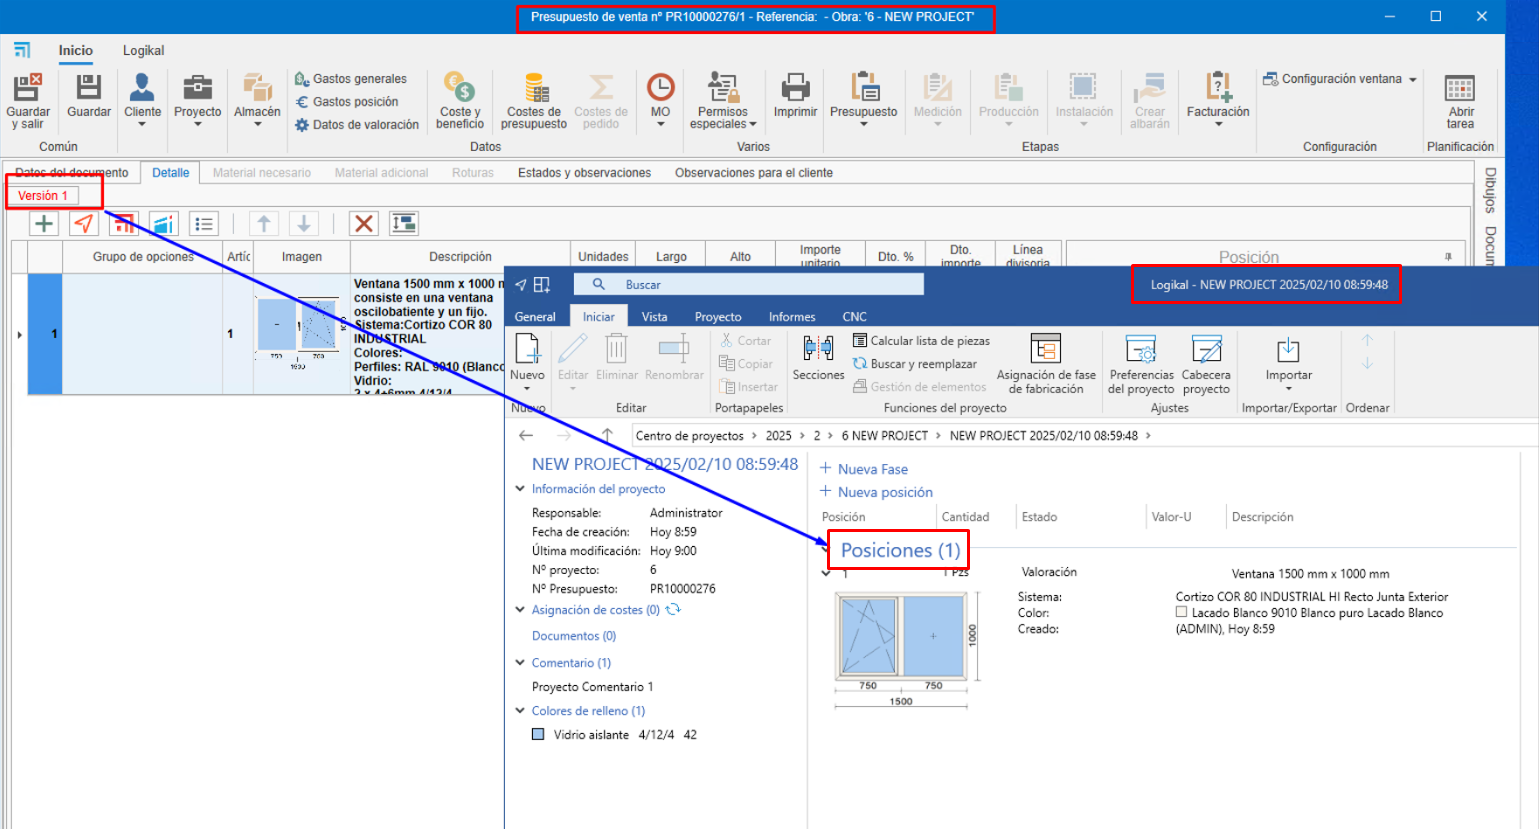 Presupuesto de venta nº PR10000276/1 - Referencia:  - Obra: '6 - NEW PROJECT'
Inicio
Logikal
Guardar y salir
Guardar
Cliente
Proyecto
Almacén
Gastos generales
Gastos posición
Datos de valoración
Coste y beneficio
Costes de presupuesto
Costes de pedido
MO
Permisos especiales
Imprimir
Presupuesto
Medición
Producción
Instalación
Crear albarán
Facturación
Configuración ventana
Abrir tarea
Común
Datos
Varios
Etapas
Configuración
Planificación
Datos del documento
Detalle
Material necesario
Material adicional
Roturas
Estados y observaciones
Observaciones para el cliente
Dibujos
Versión 1
Grupo de opciones
Imagen
Descripción
Unidades
Largo
Alto
Importe unitario
Dto. %
Dto. importe
Línea divisoria
Posición
1
1
750
750
1500
Ventana 1500 mm x 1000
consiste en una ventana
oscilobatiente y un fijo.
Sistema:Cortizo COR 80
INDUSTRIAL
Colores:
Perfiles: RAL 9010 (Blanco
Vidrio:
Buscar
Logikal - NEW PROJECT 2025/02/10 08:59:48
General
Iniciar
Vista
Proyecto
Informes
CNC
Nuevo
Editar
Eliminar
Renombrar
Cortar
Copiar
Insertar
Secciones
Calcular lista de piezas
Buscar y reemplazar
Gestión de elementos
Asignación de fase de fabricación
Preferencias del proyecto
Cabecera proyecto
Importar
Nuevo
Editar
Portapapeles
Funciones del proyecto
Ajustes
Importar/Exportar
Ordenar
Centro de proyectos > 2025 > 2 > 6 NEW PROJECT > NEW PROJECT 2025/02/10 08:59:48 >
NEW PROJECT 2025/02/10 08:59:48
Información del proyecto
Responsable: Administrator
Fecha de creación: Hoy 8:59
Última modificación: Hoy 9:00
Nº proyecto: 6
Nº Presupuesto: PR10000276
Asignación de costes (0)
Documentos (0)
Comentario (1)
Proyecto Comentario 1
Colores de relleno (1)
Vidrio aislante 4/12/4 42
+ Nueva Fase
+ Nueva posición
Posición
Cantidad
Estado
Valor-U
Descripción
Posiciones (1)
1
1 Pzs
Valoración
Ventana 1500 mm x 1000 mm
Sistema: Cortizo COR 80 INDUSTRIAL HI Recto Junta Exterior
Color: Lacado Blanco 9010 Blanco puro Lacado Blanco
Creado: (ADMIN), Hoy 8:59
1000
750
750
1500